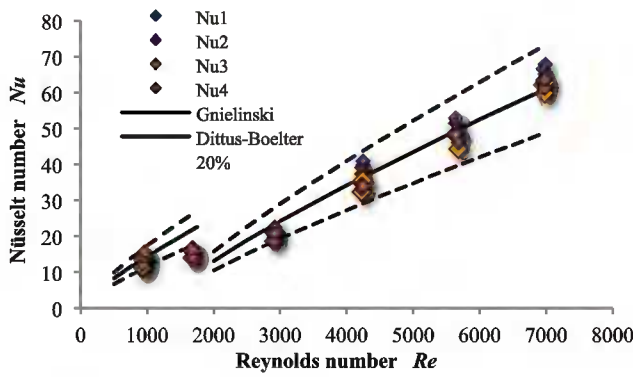 80
70
60
50
40
30
20
10
0
Nüsselt number Nu
Nu1
Nu2
Nu3
Nu4
Gnielinski
Dittus-Boelter
20%
0 1000 2000 3000 4000 5000 6000 7000 8000
Reynolds number Re